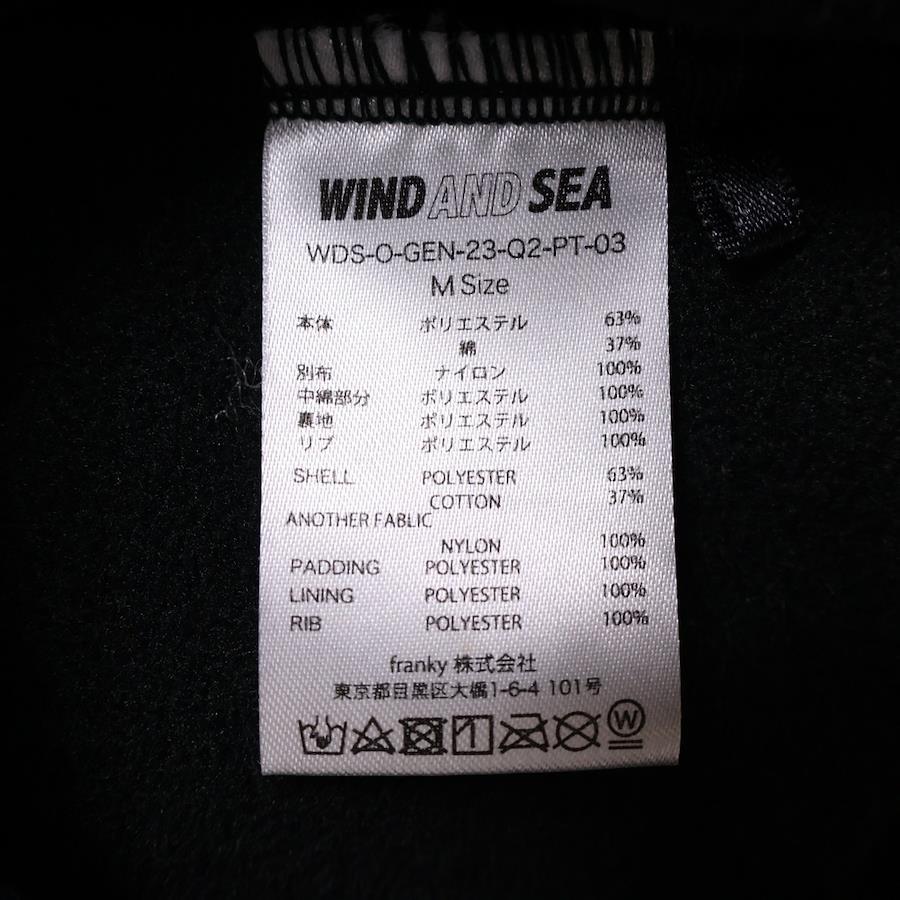 WIND AND SEA
WDS-O-GEN-23-Q2-PT-03
M Size
本体 ポリエステル 63%
綿 37%
別布 ナイロン 100%
中綿部分 ポリエステル 100%
裏地 ポリエステル 100%
リブ ポリエステル 100%
SHELL POLYESTER 63%
COTTON 37%
ANOTHER FABLIC
NYLON 100%
PADDING POLYESTER 100%
LINING POLYESTER 100%
RIB POLYESTER 100%
franky 株式会社
東京都目黒区大橋1-6-4 101号
W